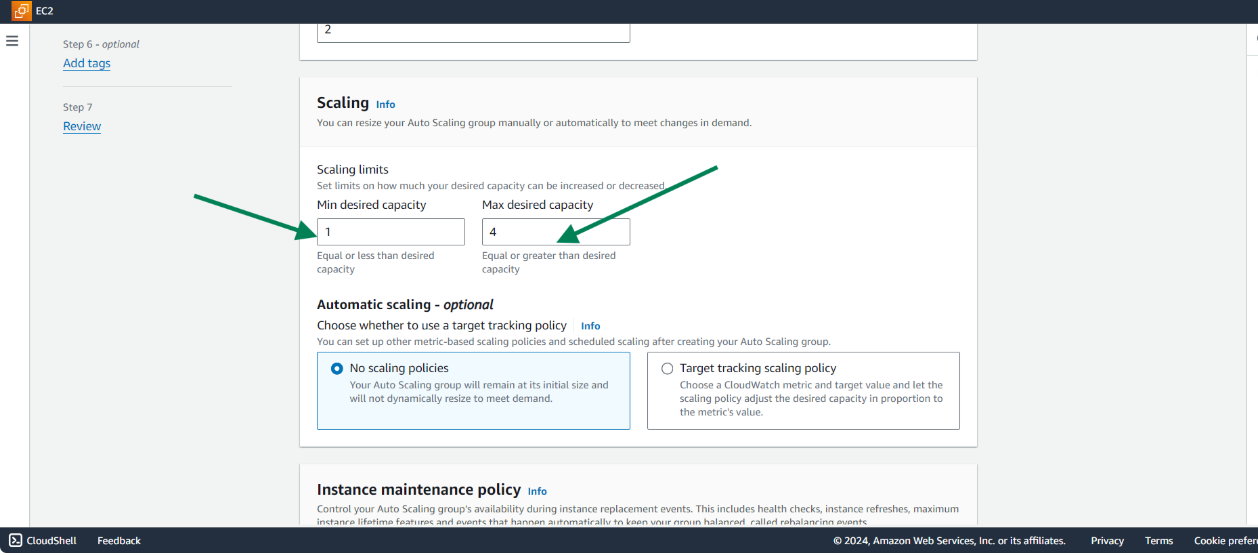 EC2
2
Step 6 - optional
Add tags
Step 7
Review
Scaling Info
You can resize your Auto Scaling group manually or automatically to meet changes in demand.
Scaling limits
Set limits on how much your desired capacity can be increased or decreased.
Min desired capacity
Max desired capacity
1
4
Equal or less than desired
capacity
Equal or greater than desired
capacity
Automatic scaling - optional
Choose whether to use a target tracking policy Info
You can set up other metric-based scaling policies and scheduled scaling after creating your Auto Scaling group.
No scaling policies
Your Auto Scaling group will remain at its initial size and
will not dynamically resize to meet demand.
Target tracking scaling policy
Choose a CloudWatch metric and target value and let the
scaling policy adjust the desired capacity in proportion to
the metric's value.
Instance maintenance policy Info
Control your Auto Scaling group's availability during instance replacement events. This includes health checks, instance refreshes, maximum
instance lifetime features and events that happen automatically to keep your group balanced, called rebalancing events.
CloudShell Feedback
© 2024, Amazon Web Services, Inc. or its affiliates. Privacy Terms Cookie prefere